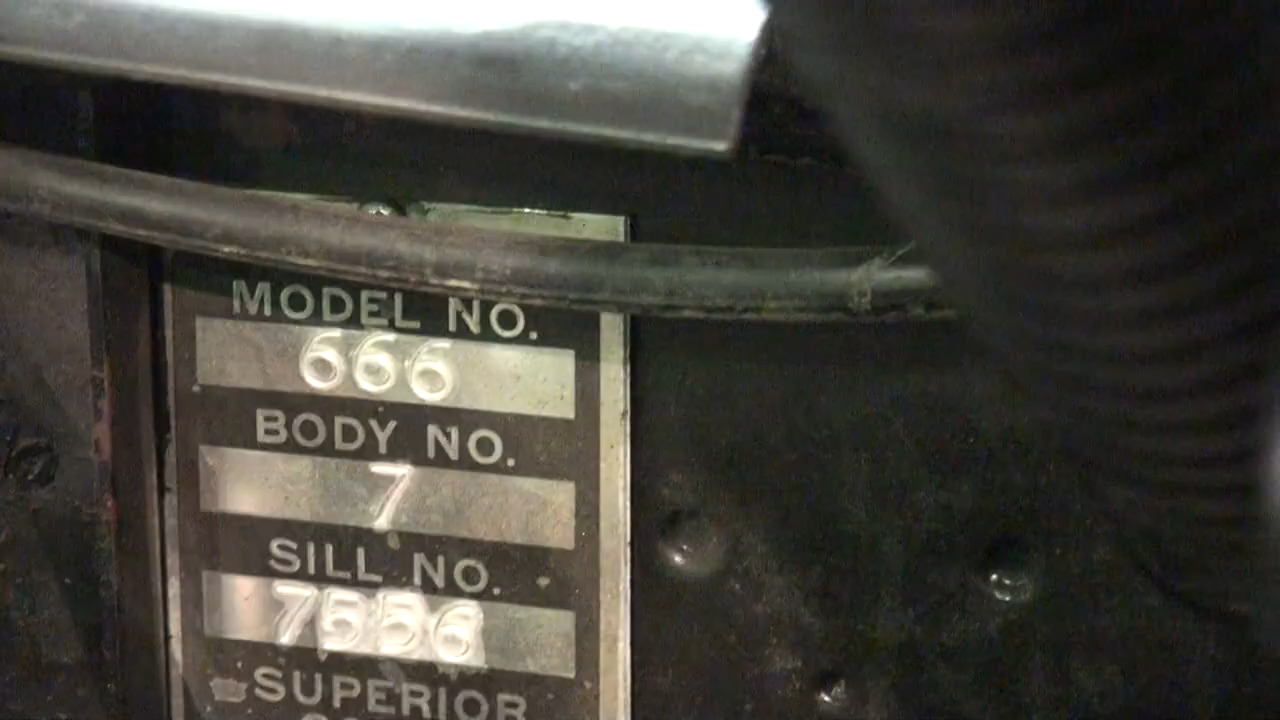 MODEL NO.
666
BODY NO.
7
SILL NO.
7556
SUPERIOR